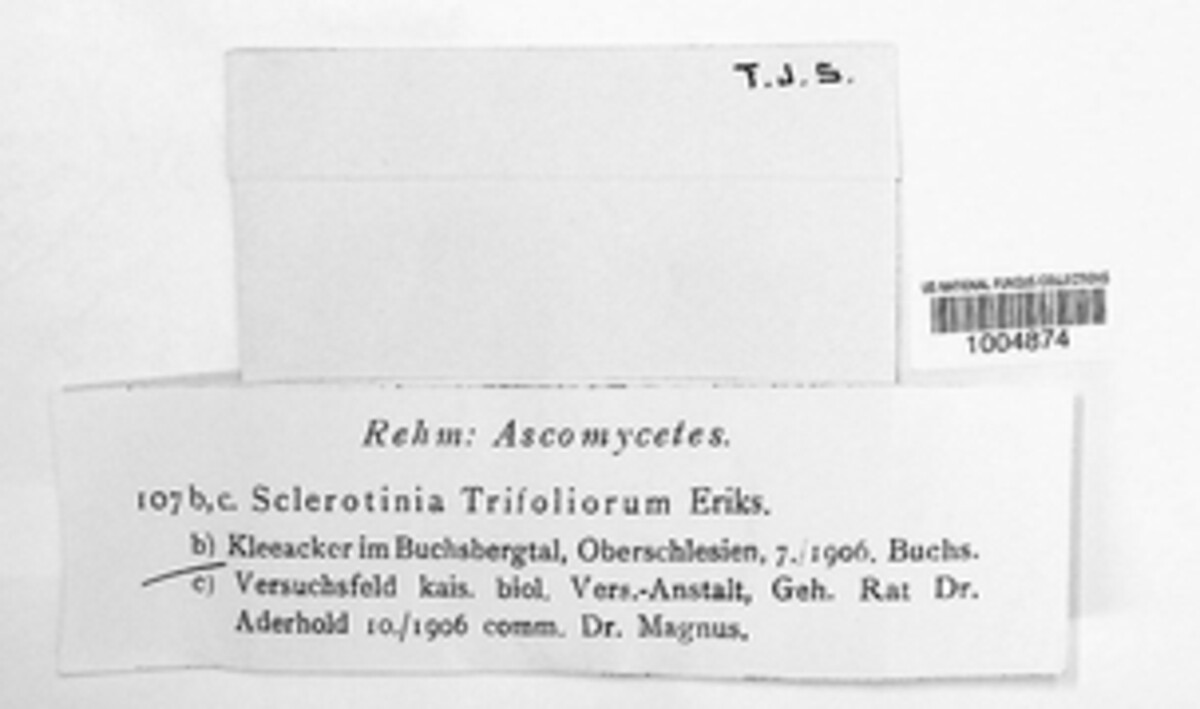 T.J.S.
US NATIONAL FUNGUS COLLECTIONS
1004874
Rehm: Ascomycetes.
107 b, c. Sclerotinia Trifoliorum Eriks.
b) Kleeacker im Buchsbergtal, Oberschlesien, 7./1906. Buchs.
c) Versuchsfeld kais. biol. Vers.-Anstalt, Geh. Rat Dr.
Aderhold 10./1906 comm. Dr. Magnus.